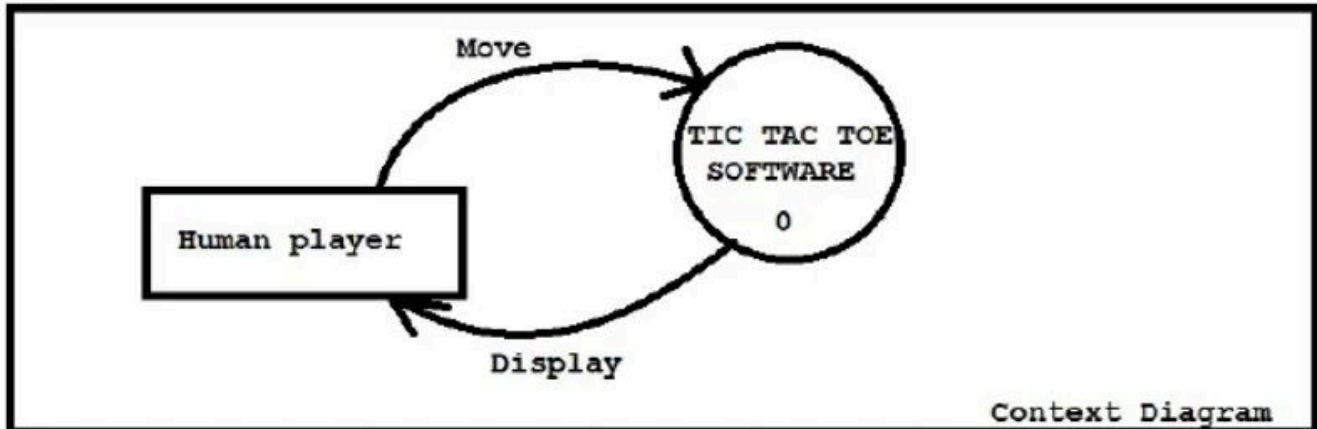 Move
TIC TAC TOE
SOFTWARE
0
Human player
Display
Context Diagram